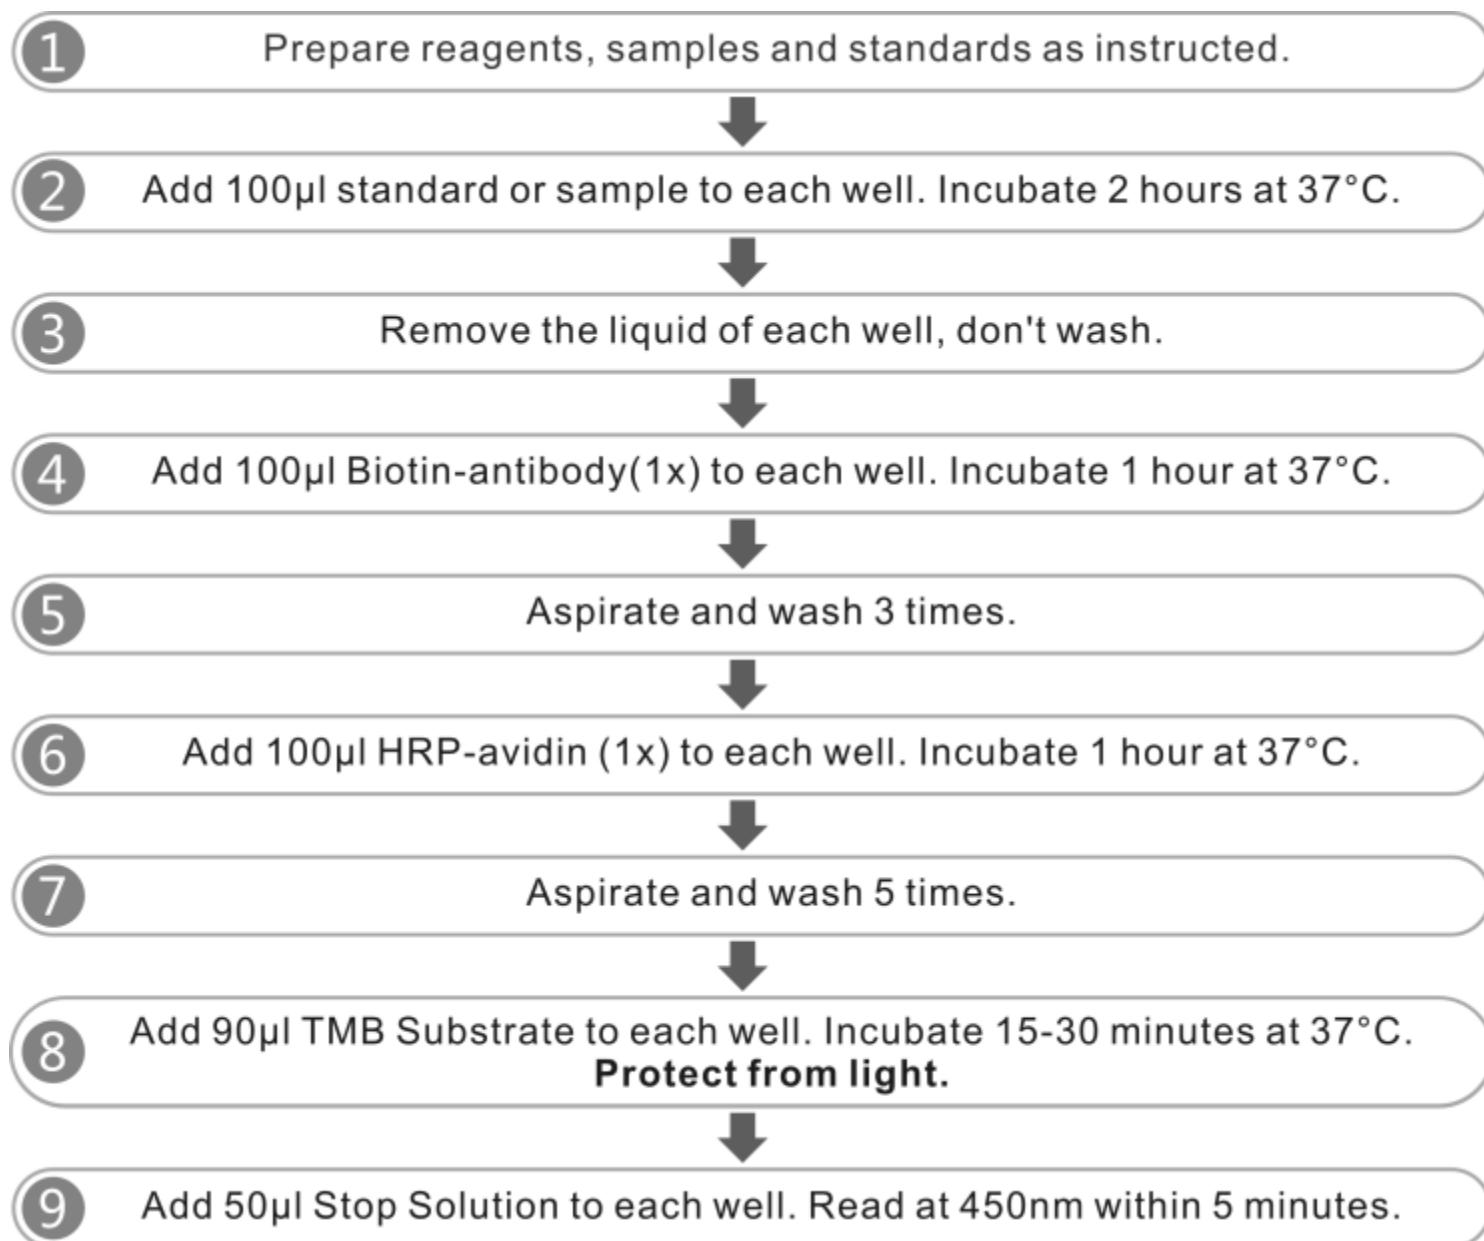 1 Prepare reagents, samples and standards as instructed.
2 Add 100µl standard or sample to each well. Incubate 2 hours at 37°C.
3 Remove the liquid of each well, don't wash.
4 Add 100µl Biotin-antibody(1x) to each well. Incubate 1 hour at 37°C.
5 Aspirate and wash 3 times.
6 Add 100µl HRP-avidin (1x) to each well. Incubate 1 hour at 37°C.
7 Aspirate and wash 5 times.
8 Add 90µl TMB Substrate to each well. Incubate 15-30 minutes at 37°C.
Protect from light.
9 Add 50µl Stop Solution to each well. Read at 450nm within 5 minutes.